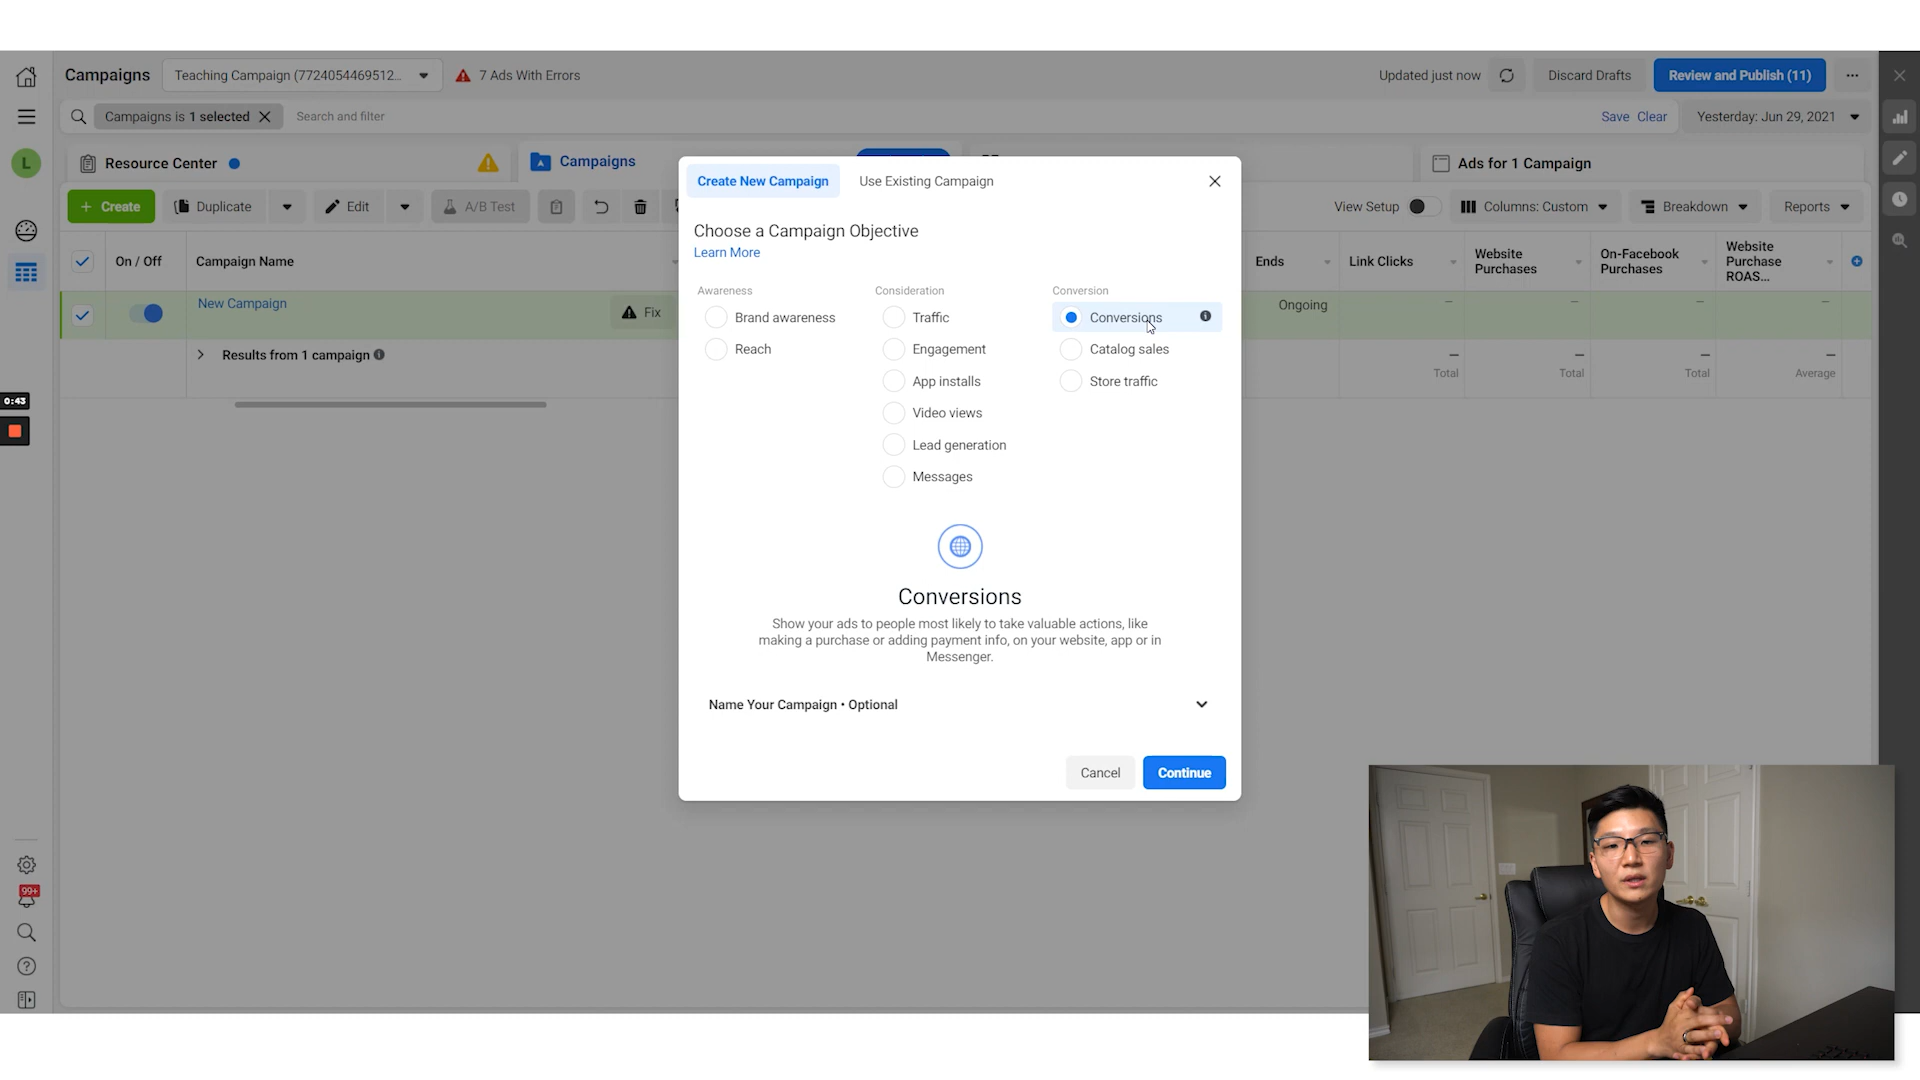 Campaigns
Teaching Campaign (7724054469512...
7 Ads With Errors
Updated just now
Discard Drafts
Review and Publish (11)
Campaigns is 1 selected
Search and filter
Save Clear
Yesterday: Jun 29, 2021
L
Resource Center
Campaigns
Ads for 1 Campaign
+ Create
Duplicate
Edit
A/B Test
View Setup
Columns: Custom
Breakdown
Reports
On / Off
Campaign Name
Ends
Link Clicks
Website
Purchases
On-Facebook
Purchases
Website
Purchase
ROAS...
New Campaign
Fix
Ongoing
—
—
—
—
Results from 1 campaign
—
Total
—
Total
—
Total
—
Average
0:43
99+
Create New Campaign
Use Existing Campaign
Choose a Campaign Objective
Learn More
Awareness
Brand awareness
Reach
Consideration
Traffic
Engagement
App installs
Video views
Lead generation
Messages
Conversion
Conversions
Catalog sales
Store traffic
Conversions
Show your ads to people most likely to take valuable actions, like
making a purchase or adding payment info, on your website, app or in
Messenger.
Name Your Campaign • Optional
Cancel
Continue